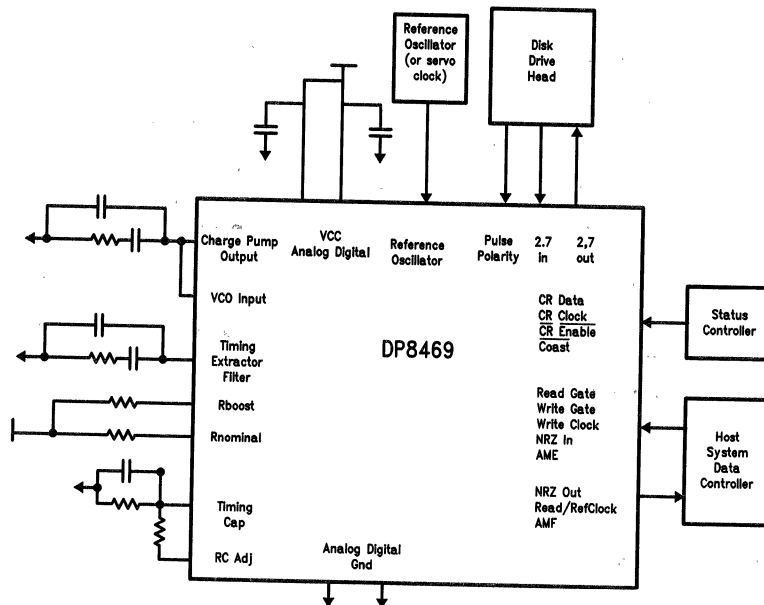 Reference
Oscillator
(or servo
clock)
Disk
Drive
Head
Charge Pump
Output
VCC
Analog Digital
Reference
Oscillator
Pulse
Polarity
2.7
in
2,7
out
VCO Input
CR Data
CR Clock
CR Enable
Coast
Status
Controller
Timing
Extractor
Filter
DP8469
Rboost
Rnominal
Read Gate
Write Gate
Write Clock
NRZ In
AME
Host
System
Data
Controller
Timing
Cap
NRZ Out
Read/RefClock
AMF
RC Adj
Analog Digital
Gnd